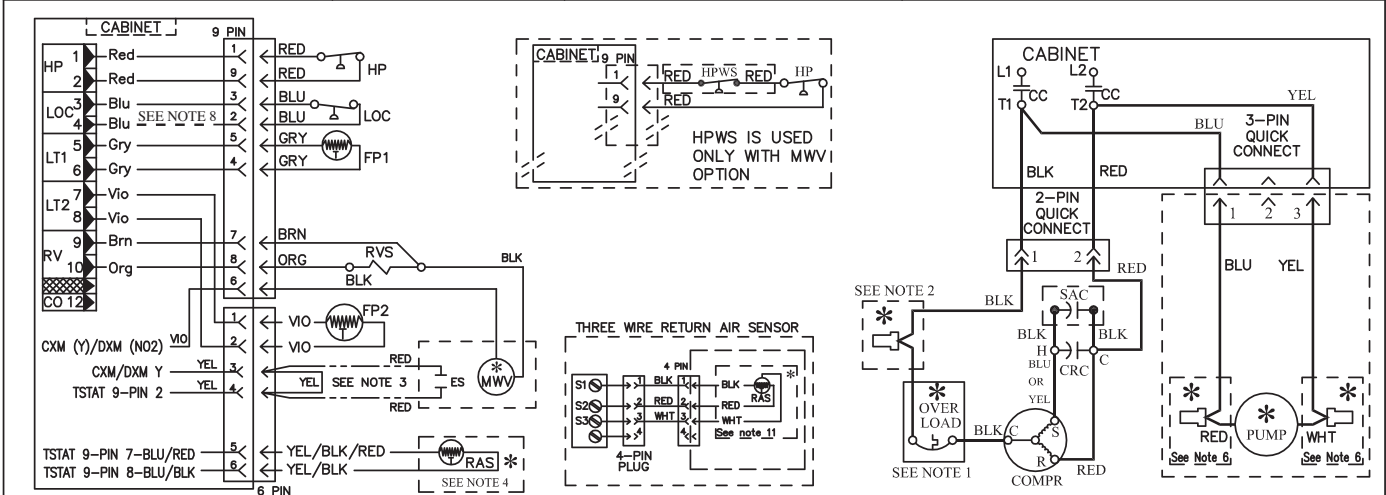 CABINET
9 PIN
HP
1 Red 1 RED
HP
2 Red 9 RED
LOC
3 Blu 3 BLU
4 Blu SEE NOTE 8 2 BLU
LOC
LT1
5 Gry 5 GRY
FP1
6 Gry 4 GRY
LT2
7 Vio
8 Vio
RV
9 Brn 7 BRN
10 Org 8 ORG RVS BLK
6 BLK
CO 12
1 VIO FP2
CXM (Y)/DXM (NO2) VIO 2 VIO
CXM/DXM Y YEL 3 RED
YEL SEE NOTE 3 ES * MWV
TSTAT 9-PIN 2 YEL 4 RED
TSTAT 9-PIN 7-BLU/RED 5 YEL/BLK/RED
RAS *
TSTAT 9-PIN 8-BLU/BLK 6 YEL/BLK
SEE NOTE 4
6 PIN
CABINET 9 PIN
1 RED HPWS RED HP
9 RED
HPWS IS USED
ONLY WITH MWV
OPTION
THREE WIRE RETURN AIR SENSOR
4 PIN
S1 1 BLK 1 BLK RAS *
S2 2 RED 2 RED
S3 3 WHT 3 WHT
4 4 See note 11
4-PIN
PLUG
CABINET
L1 L2
CC CC
T1 T2
YEL
BLU
3-PIN
QUICK
CONNECT
BLK RED
1 2 3
2-PIN
QUICK
CONNECT
1 2
RED
BLU YEL
SEE NOTE 2
*
BLK
SAC
BLK BLK
H C
CRC
BLU
OR
YEL
*
OVER
LOAD
SEE NOTE 1
BLK C S
R RED
COMPR
* * *
RED PUMP WHT
See Note 6 See Note 6